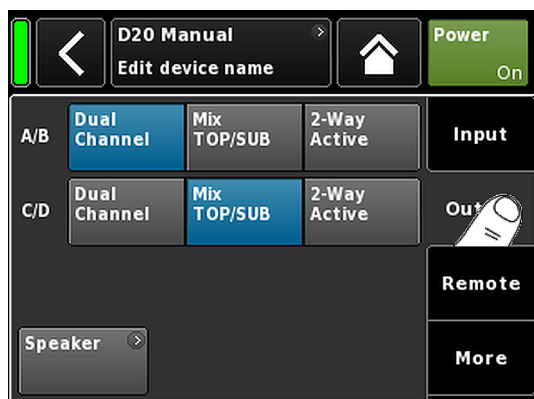 D20 Manual
Edit device name
Power
On
A/B
Dual
Channel
Mix
TOP/SUB
2-Way
Active
Input
C/D
Dual
Channel
Mix
TOP/SUB
2-Way
Active
Remote
Speaker
More